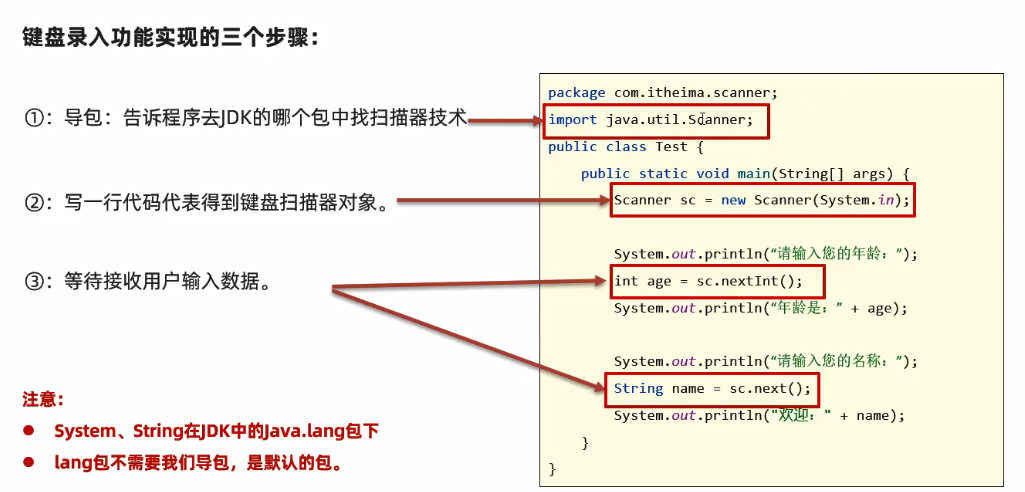 键盘录入功能实现的三个步骤：
①：导包：告诉程序去JDK的哪个包中找扫描器技术
②：写一行代码代表得到键盘扫描器对象。
③：等待接收用户输入数据。
注意：
System、String在JDK中的Java.lang包下
lang包不需要我们导包，是默认的包。
package com.itheima.scanner;
import java.util.Scanner;
public class Test {
public static void main(String[] args) {
Scanner sc = new Scanner(System.in);
System.out.println(“请输入您的年龄：”);
int age = sc.nextInt();
System.out.println(“年龄是：” + age);
System.out.println(“请输入您的名称：”);
String name = sc.next();
System.out.println("欢迎：" + name);
}
}